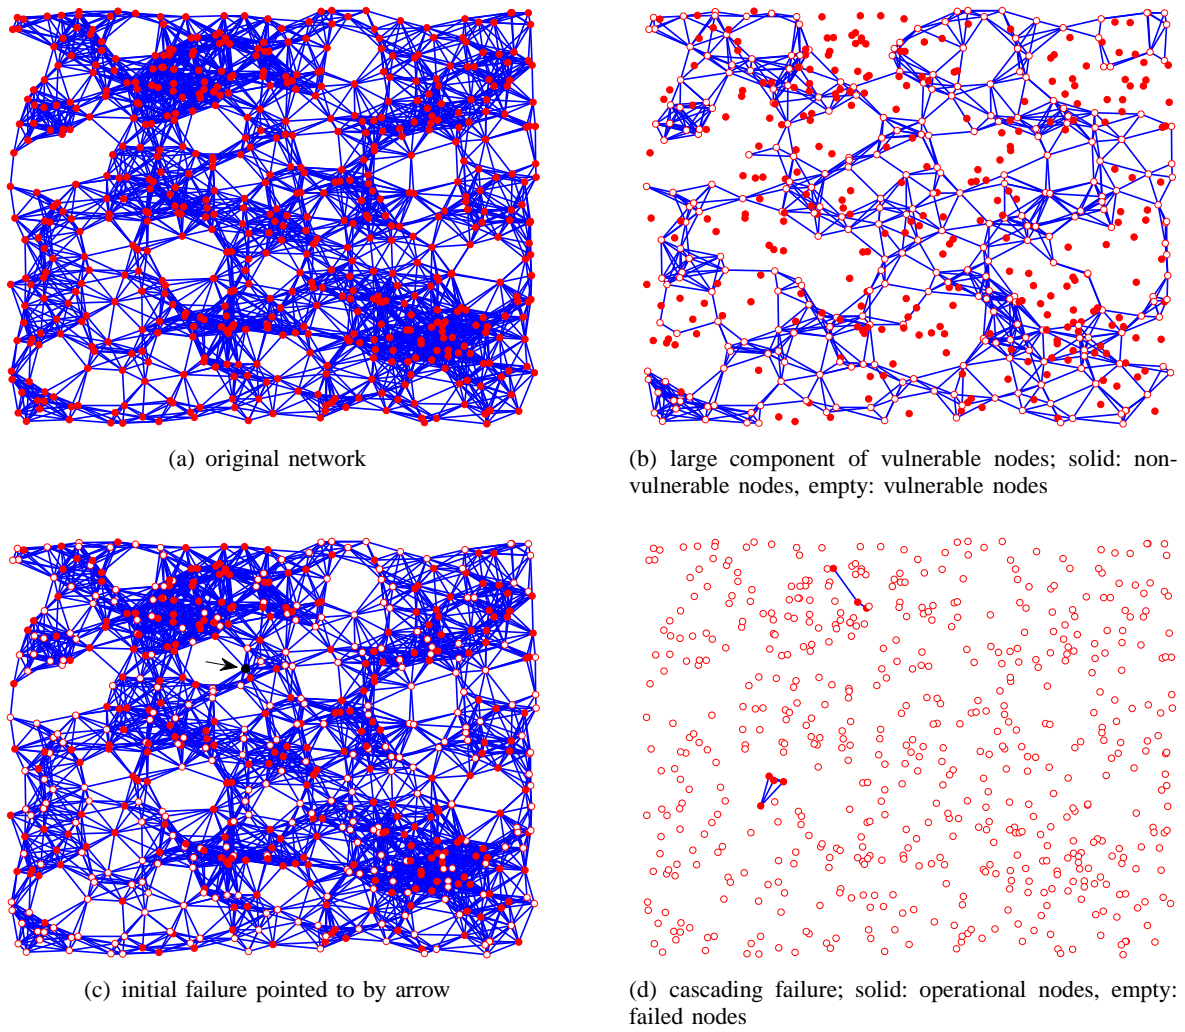 (a) original network
(b) large component of vulnerable nodes; solid: non-
vulnerable nodes, empty: vulnerable nodes
(c) initial failure pointed to by arrow
(d) cascading failure; solid: operational nodes, empty:
failed nodes